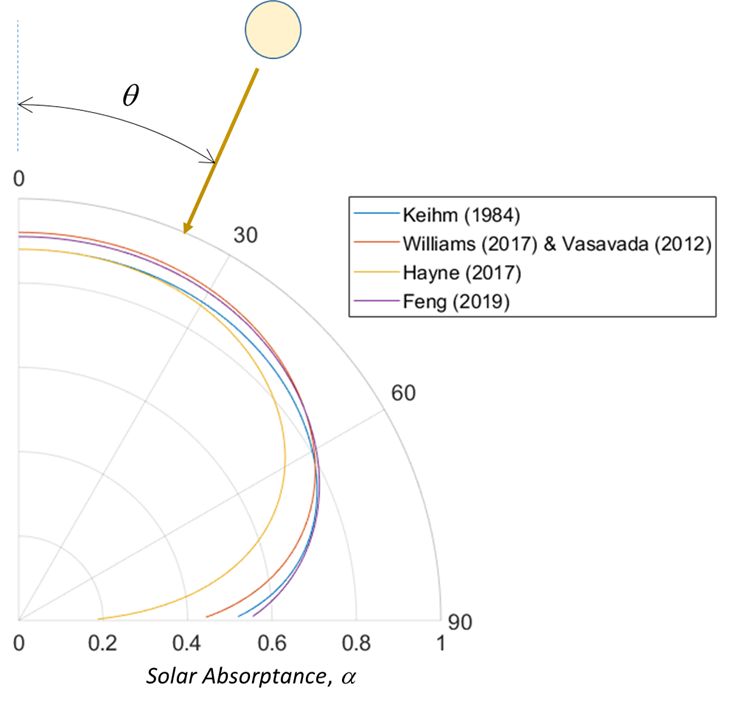 θ
0
30
Keihm (1984)
Williams (2017) & Vasavada (2012)
Hayne (2017)
Feng (2019)
60
90
0 0.2 0.4 0.6 0.8 1
Solar Absorptance, α